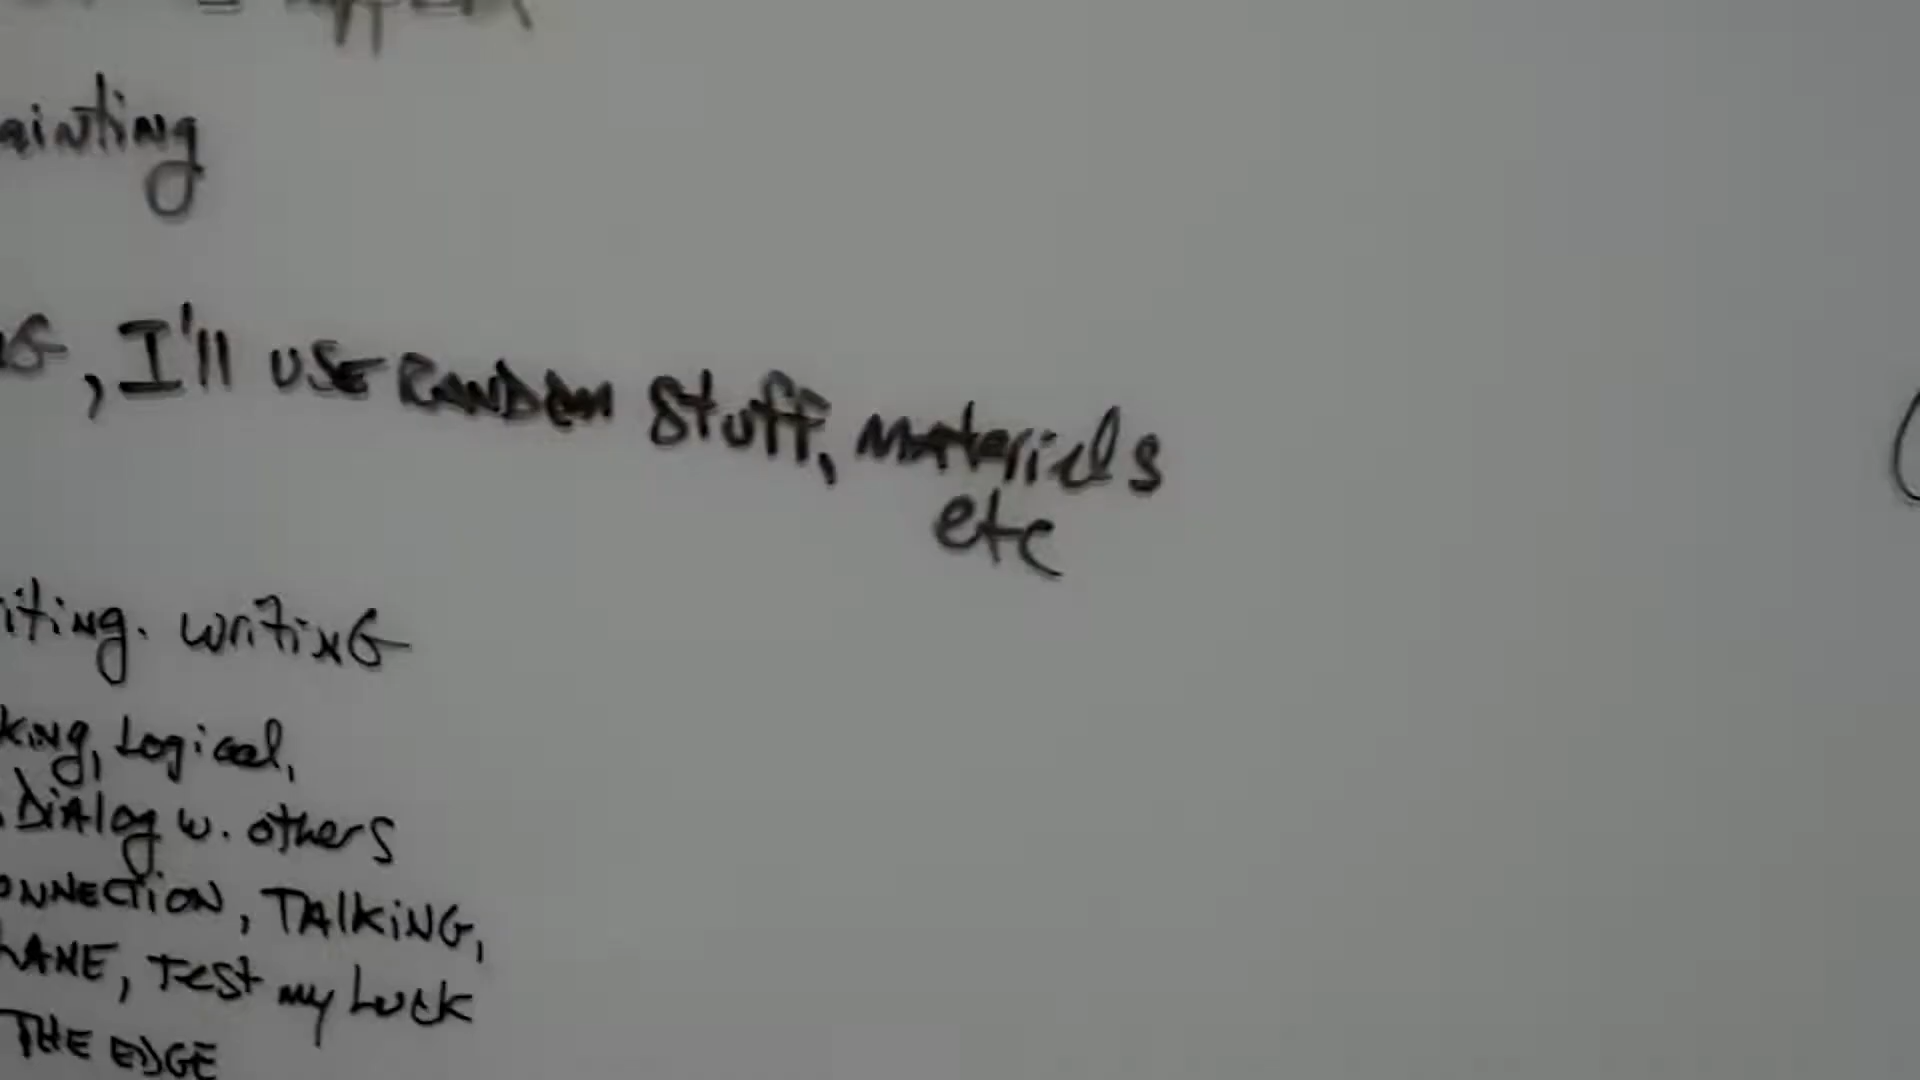 ainting
G, I'll USE RANDOM stuff, materials
etc
iting. writing
king, Logical,
Dialog w. others
ONNECTION, TALKING,
LANE, Test my Luck
THE EDGE